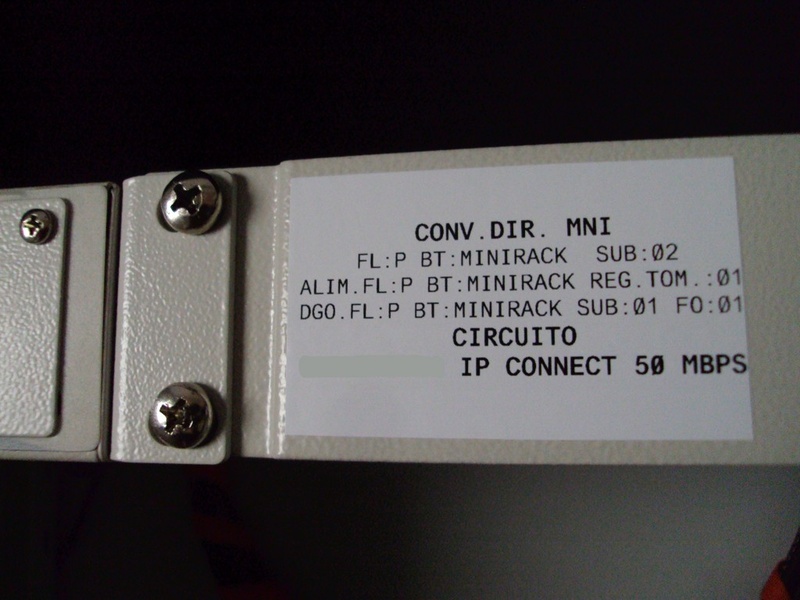 CONV.DIR. MNI
FL:P BT:MINIRACK SUB:02
ALIM.FL:P BT:MINIRACK REG.TOM.:01
DGO.FL:P BT:MINIRACK SUB:01 FO:01
CIRCUITO
IP CONNECT 50 MBPS